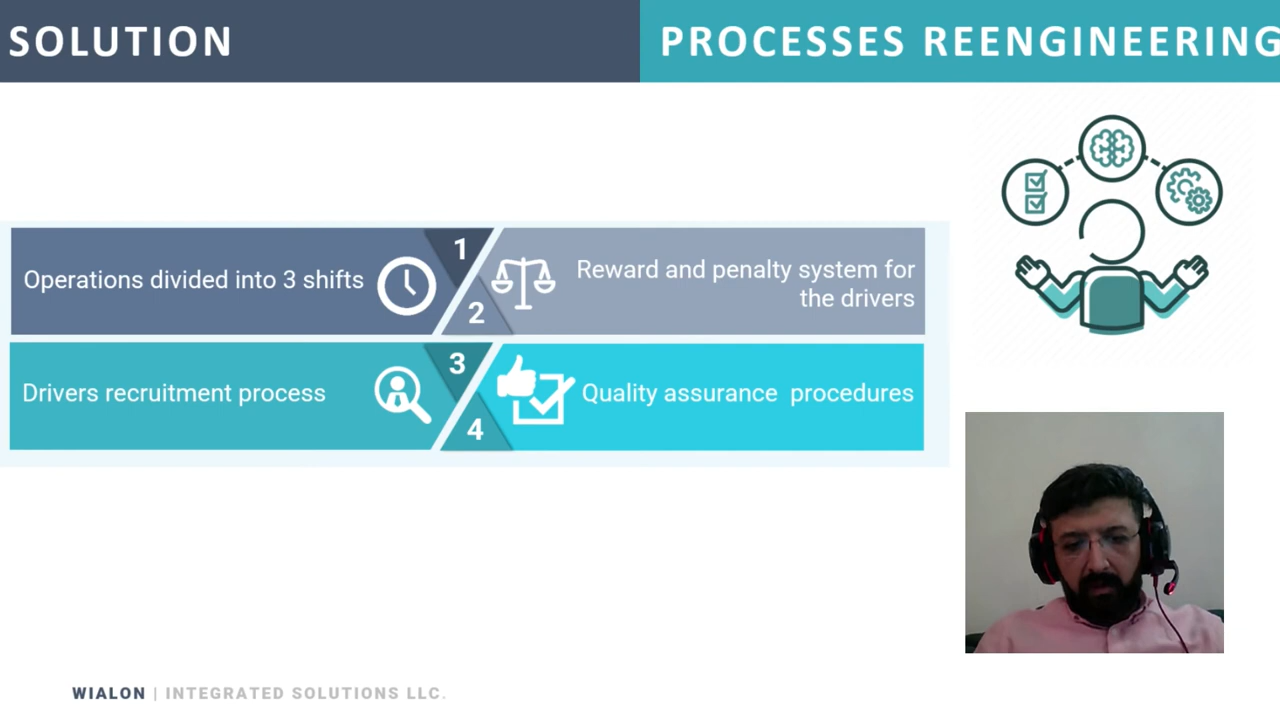 SOLUTION
PROCESSES REENGINEERING
Operations divided into 3 shifts
1
2
Reward and penalty system for
the drivers
Drivers recruitment process
3
4
Quality assurance procedures
WIALON | INTEGRATED SOLUTIONS LLC.